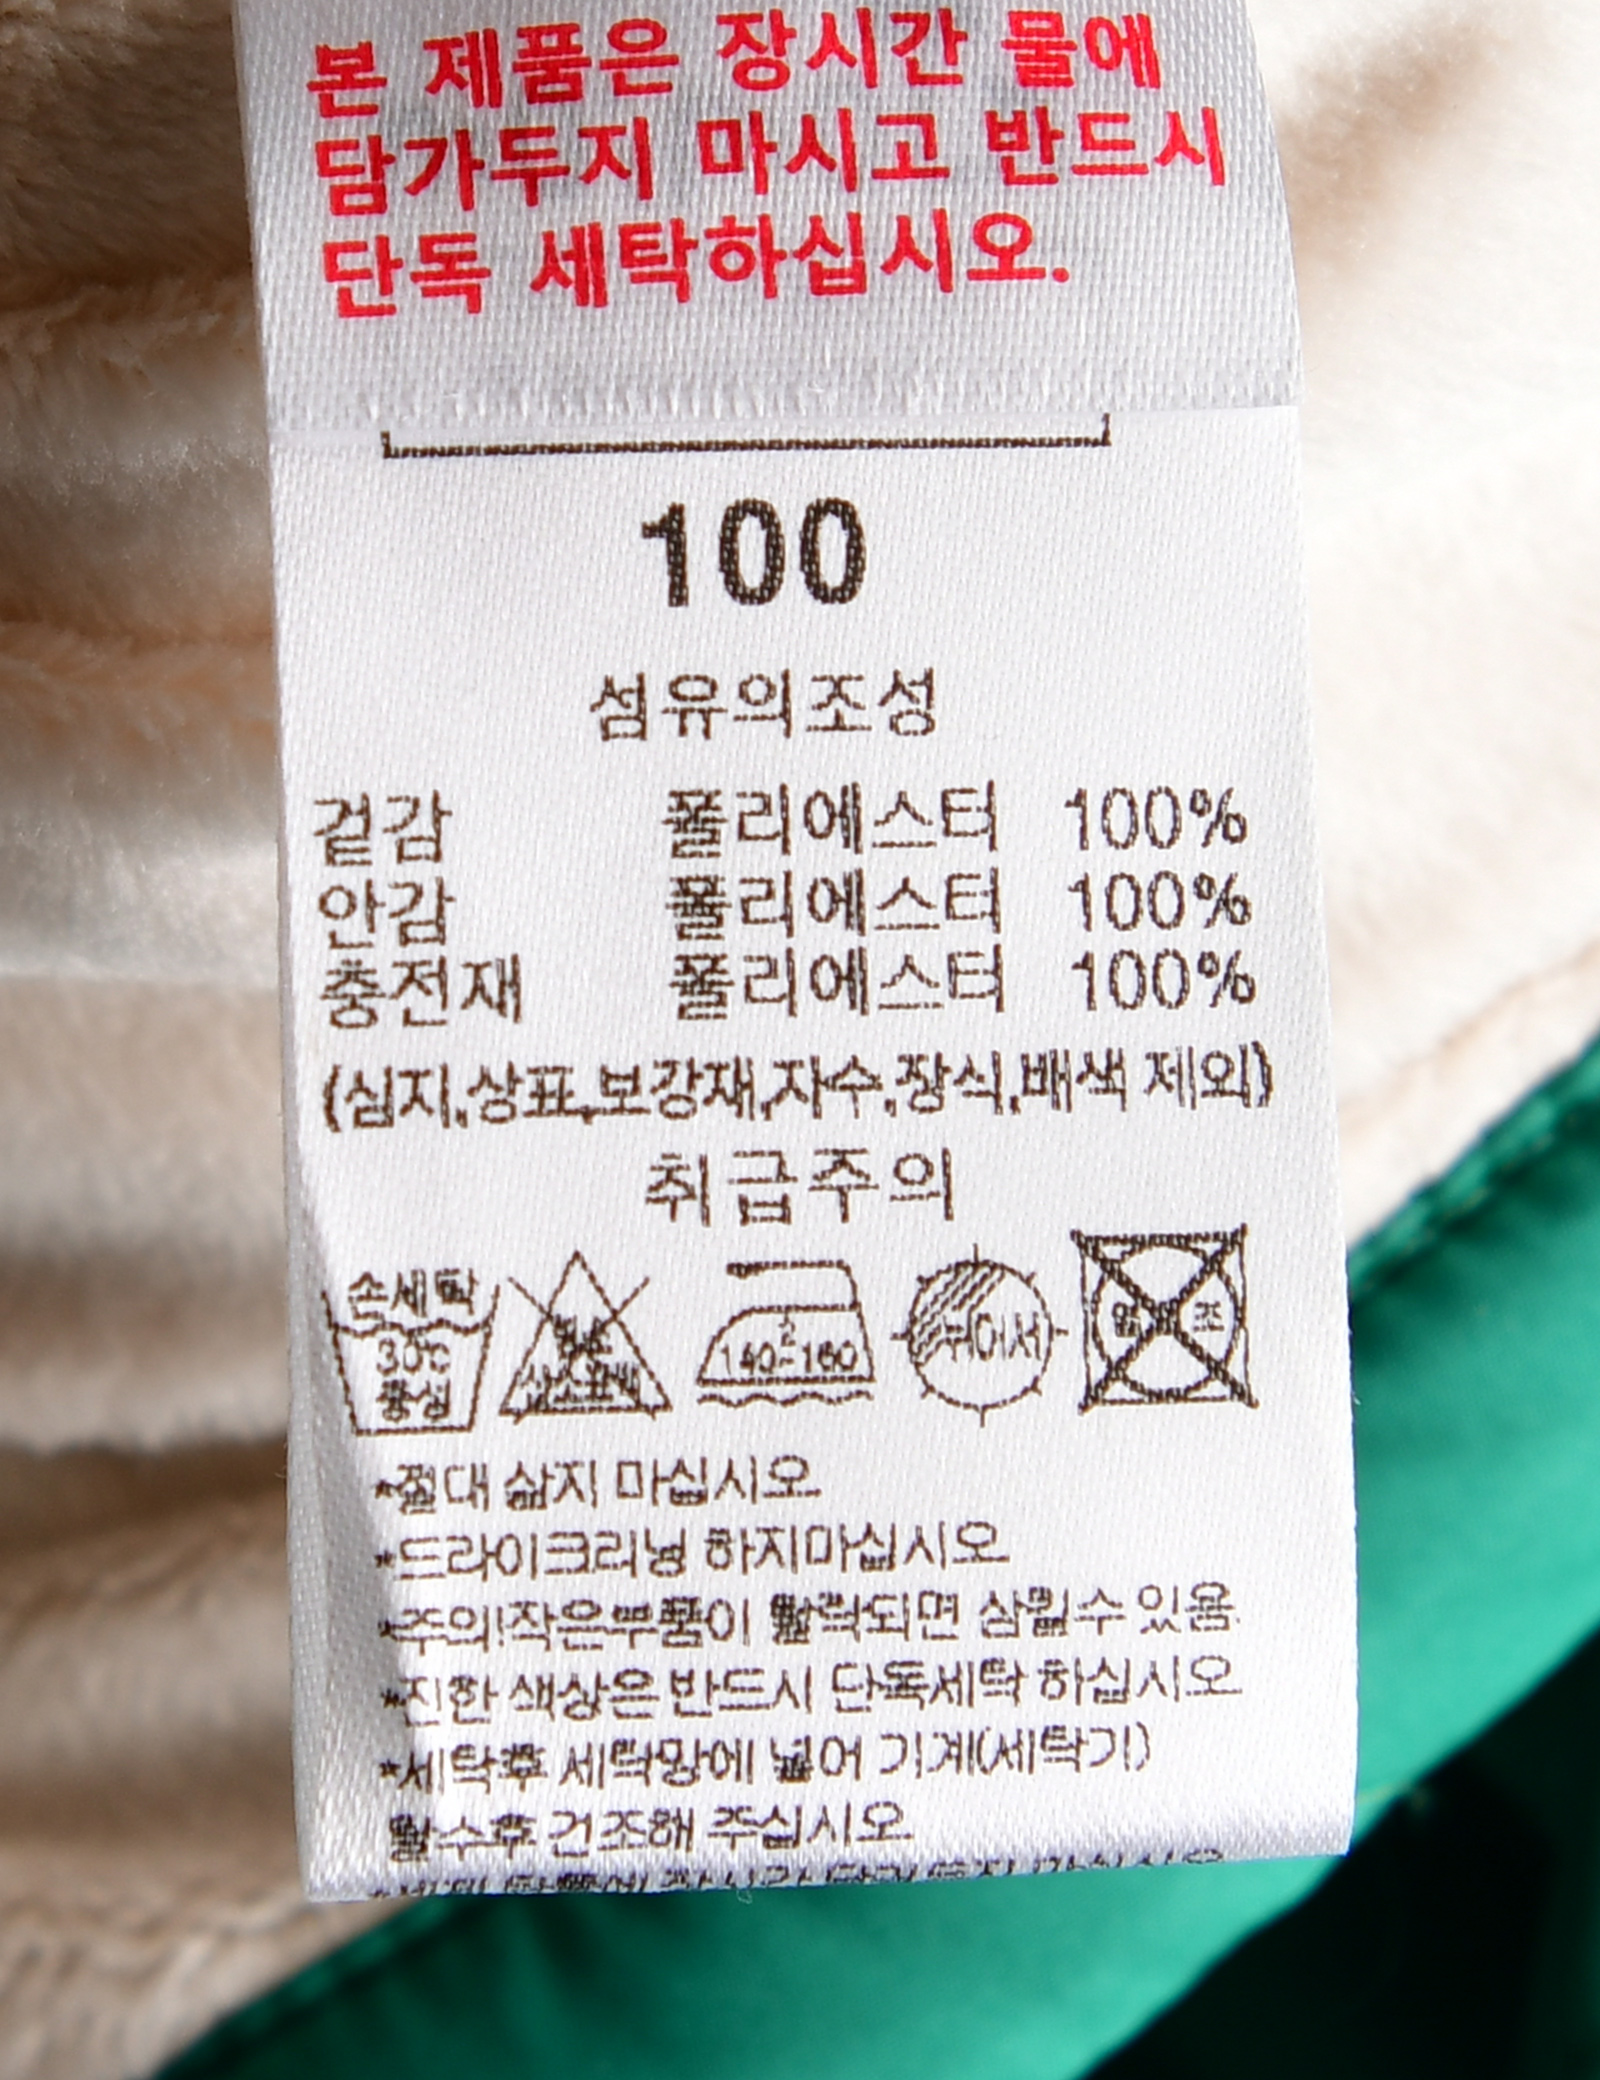 본 제품은 장시간 물에
담가두지 마시고 반드시
단독 세탁하십시오.
100
섬유의조성
겉감 폴리에스터 100%
안감 폴리에스터 100%
충전재 폴리에스터 100%
(심지,상표,보강재,자수,장식,배색 제외)
취급주의
손세탁
30℃
중성
염소
산소표백
2
140~160
뉘어서
*절대 삶지 마십시오
*드라이크리닝 하지마십시오
*주의!작은부품이 탈락되면 삼킬수 있음.
*진한 색상은 반드시 단독세탁 하십시오
*세탁후 세탁망에 넣어 기계(세탁기)
탈수후 건조해 주십시오